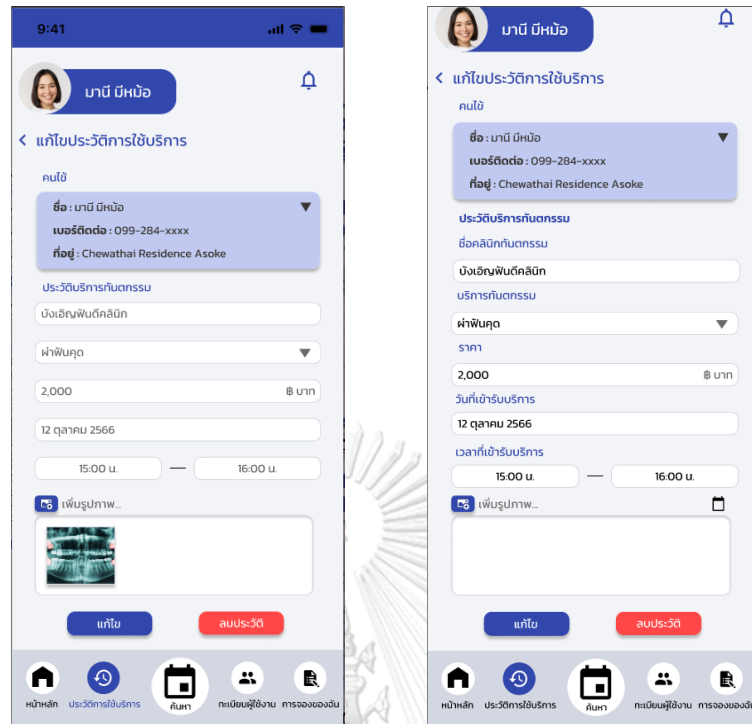 9:41
มานี มีหม้อ
แก้ไขประวัติการใช้บริการ
คนไข้
ชื่อ : มานี มีหม้อ
เบอร์ติดต่อ : 099-284-xxxx
ที่อยู่ : Chewathai Residence Asoke
ประวัติบริการทันตกรรม
บังเอิญฟันดีคลินิก
ผ่าฟันคุด
2,000 ฿ บาท
12 ตุลาคม 2566
15:00 น. — 16:00 น.
เพิ่มรูปภาพ...
แก้ไข ลบประวัติ
หน้าหลัก ประวัติการใช้บริการ ค้นหา ทะเบียนผู้ใช้งาน การจองของฉัน
มานี มีหม้อ
แก้ไขประวัติการใช้บริการ
คนไข้
ชื่อ : มานี มีหม้อ
เบอร์ติดต่อ : 099-284-xxxx
ที่อยู่ : Chewathai Residence Asoke
ประวัติบริการทันตกรรม
ชื่อคลินิกทันตกรรม
บังเอิญฟันดีคลินิก
บริการทันตกรรม
ผ่าฟันคุด
ราคา
2,000 ฿ บาท
วันที่เข้ารับบริการ
12 ตุลาคม 2566
เวลาที่เข้ารับบริการ
15:00 น. — 16:00 น.
เพิ่มรูปภาพ...
แก้ไข ลบประวัติ
หน้าหลัก ประวัติการใช้บริการ ค้นหา ทะเบียนผู้ใช้งาน การจองของฉัน